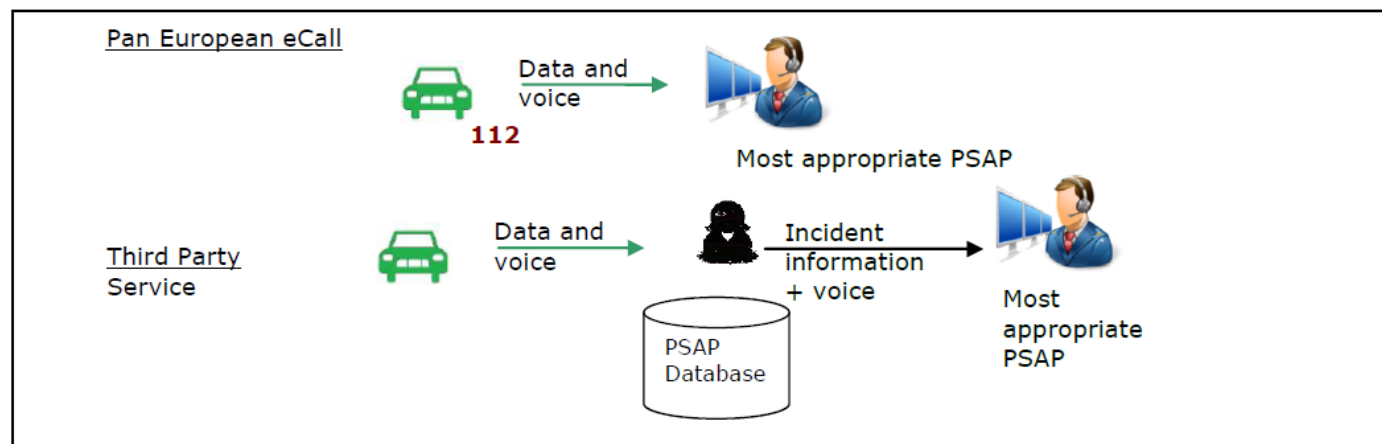 Pan European eCall
Data and
voice
112
Most appropriate PSAP
Third Party
Service
Data and
voice
Incident
information
+ voice
Most
appropriate
PSAP
PSAP
Database